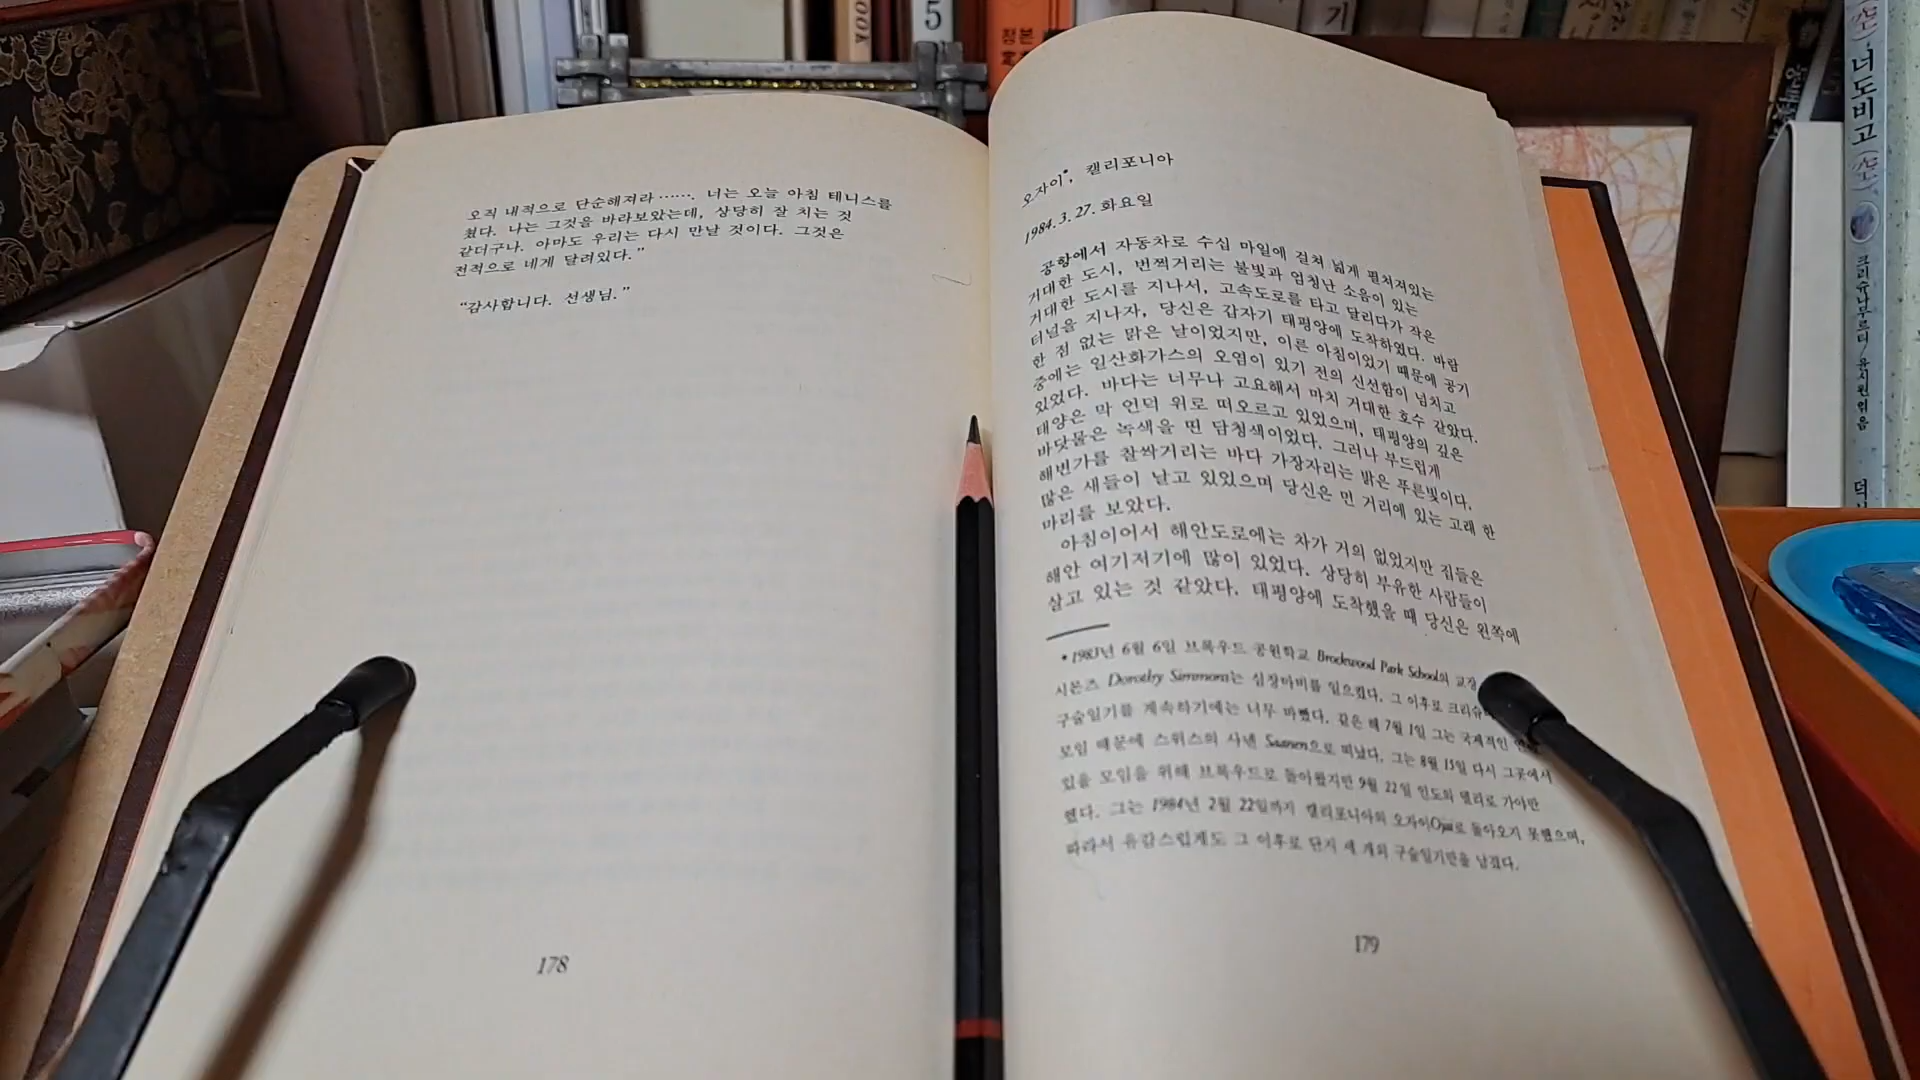 오직 내적으로 단순해져라……. 너는 오늘 아침 테니스를
쳤다. 나는 그것을 바라보았는데, 상당히 잘 치는 것
같더구나. 아마도 우리는 다시 만날 것이다. 그것은
전적으로 네게 달려있다.”
“감사합니다. 선생님.”
178
오자이*, 캘리포니아
1984. 3. 27. 화요일
공항에서 자동차로 수십 마일에 걸쳐 넓게 펼쳐져있는
거대한 도시, 번쩍거리는 불빛과 엄청난 소음이 있는
거대한 도시를 지나서, 고속도로를 타고 달리다가 작은
터널을 지나자, 당신은 갑자기 태평양에 도착하였다. 바람
한 점 없는 맑은 날이었지만, 이른 아침이었기 때문에 공기
중에는 일산화가스의 오염이 있기 전의 신선함이 넘치고
있었다. 바다는 너무나 고요해서 마치 거대한 호수 같았다.
태양은 막 언덕 위로 떠오르고 있었으며, 태평양의 깊은
바닷물은 녹색을 띤 담청색이었다. 그러나 부드럽게
해변가를 찰싹거리는 바다 가장자리는 밝은 푸른빛이다.
많은 새들이 날고 있었으며 당신은 먼 거리에 있는 고래 한
마리를 보았다.
아침이어서 해안도로에는 차가 거의 없었지만 집들은
해안 여기저기에 많이 있었다. 상당히 부유한 사람들이
살고 있는 것 같았다. 태평양에 도착했을 때 당신은 왼쪽에
* 1983년 6월 6일 브록우드 공원학교 Brockwood Park School의 교장
시몬즈 Dorothy Simmons는 심장마비를 일으켰다. 그 이후로 크리슈
구술일기를 계속하기에는 너무 바빴다. 같은 해 7월 1일 그는 국제적인
모임 때문에 스위스의 사넨 Saanen으로 떠났다. 그는 8월 15일 다시 그곳에서
있을 모임을 위해 브록우드로 돌아왔지만 9월 22일 인도의 델리로 가야만
했다. 그는 1984년 2월 22일까지 캘리포니아의 오자이Ojai로 돌아오지 못했으며,
따라서 유감스럽게도 그 이후로 단지 세 개의 구술일기만을 남겼다.
179
BOOK
5
정본
기
너도비고
크리슈나무르티/윤시원 엮음